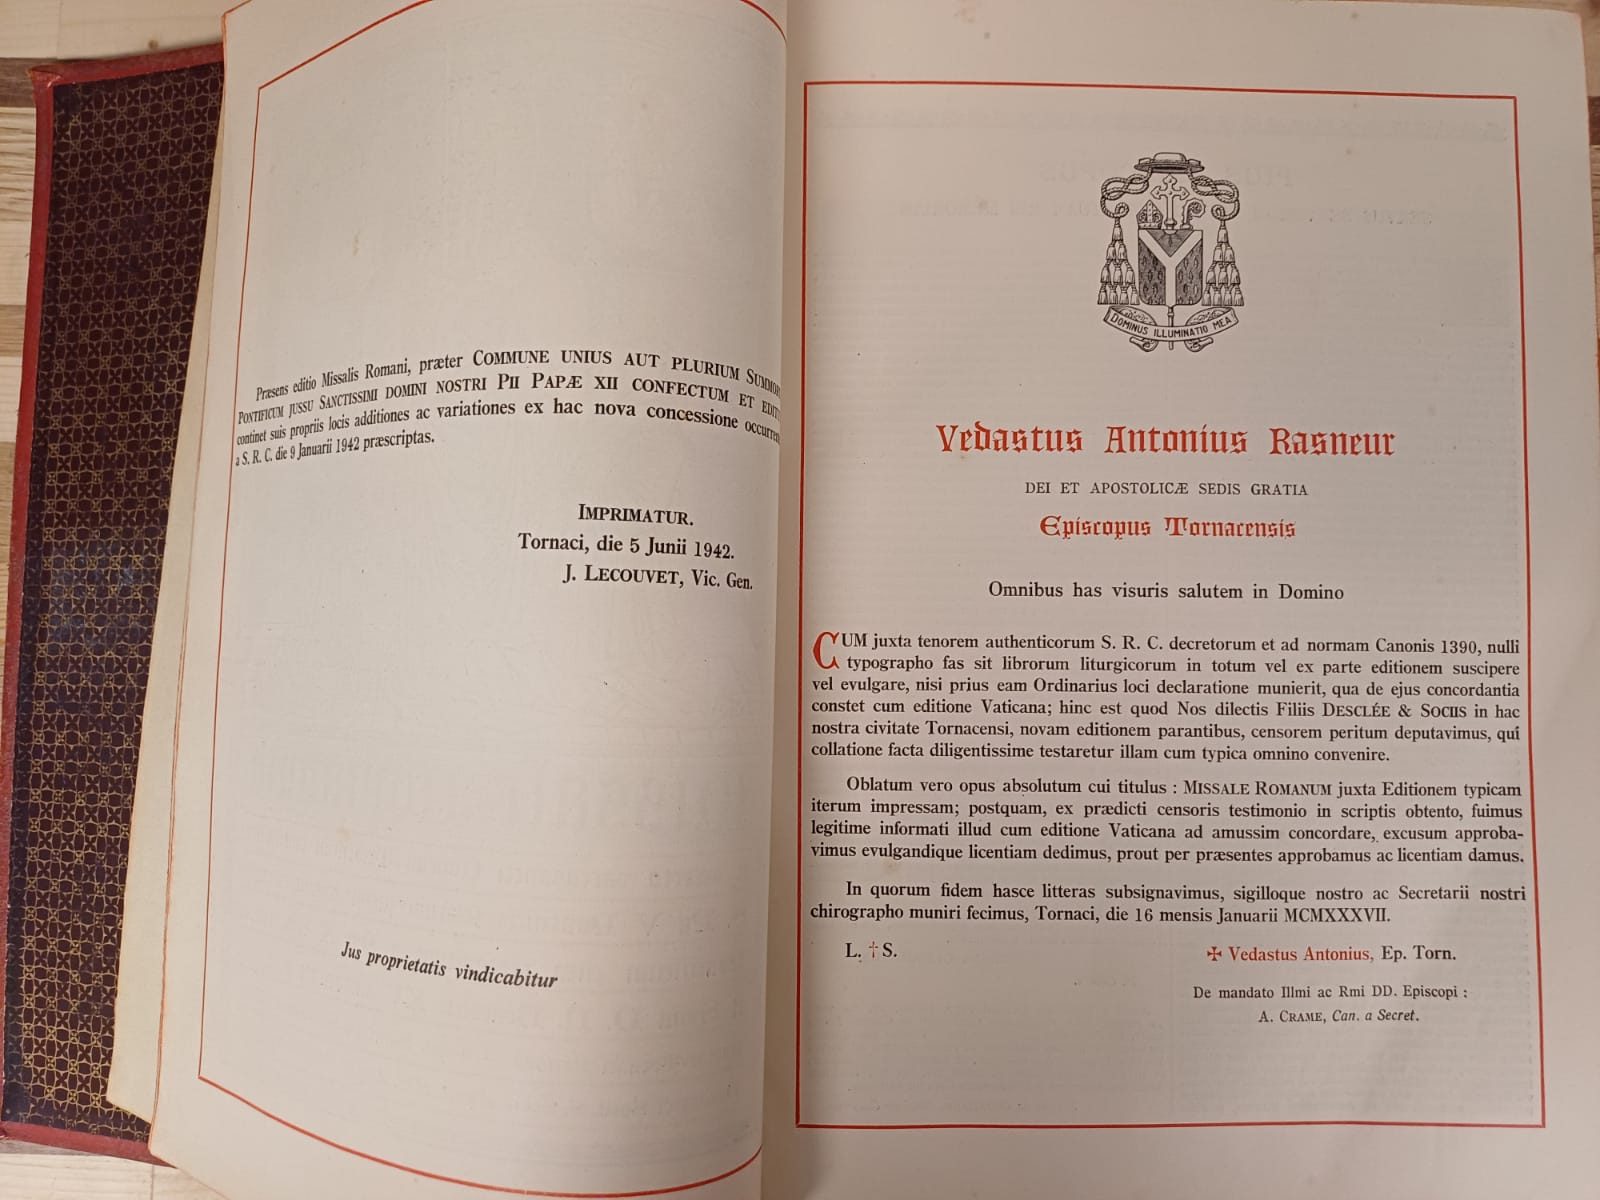 Præsens editio Missalis Romani, præter COMMUNE UNIUS AUT PLURIUM
PONTIFICUM JUSSU SANCTISSIMI DOMINI NOSTRI PII PAPÆ XII CONFECTUM ET
continet suis propriis locis additiones ac variationes ex hac nova concessione
a S. R. C. die 9 Januarii 1942 præscriptas.
IMPRIMATUR.
Tornaci, die 5 Junii 1942.
J. LECOUVET, Vic. Gen.
Jus proprietatis vindicabitur
DOMINUS ILLUMINATIO MEA
Vedastus Antonius Rasneur
DEI ET APOSTOLICÆ SEDIS GRATIA
Episcopus Tornacensis
Omnibus has visuris salutem in Domino
CUM juxta tenorem authenticorum S. R. C. decretorum et ad normam Canonis 1390, nulli
typographo fas sit librorum liturgicorum in totum vel ex parte editionem suscipere
vel evulgare, nisi prius eam Ordinarius loci declaratione munierit, qua de ejus concordantia
constet cum editione Vaticana; hinc est quod Nos dilectis Filiis DESCLÉE & SOCIIS in hac
nostra civitate Tornacensi, novam editionem parantibus, censorem peritum deputavimus, qui
collatione facta diligentissime testaretur illam cum typica omnino convenire.
Oblatum vero opus absolutum cui titulus : MISSALE ROMANUM juxta Editionem typicam
iterum impressam; postquam, ex prædicti censoris testimonio in scriptis obtento, fuimus
legitime informati illud cum editione Vaticana ad amussim concordare, excusum approba-
vimus evulgandique licentiam dedimus, prout per præsentes approbamus ac licentiam damus.
In quorum fidem hasce litteras subsignavimus, sigilloque nostro ac Secretarii nostri
chirographo muniri fecimus, Tornaci, die 16 mensis Januarii MCMXXXVII.
L. † S.
✠ Vedastus Antonius, Ep. Torn.
De mandato Illmi ac Rmi DD. Episcopi :
A. CRAME, Can. a Secret.